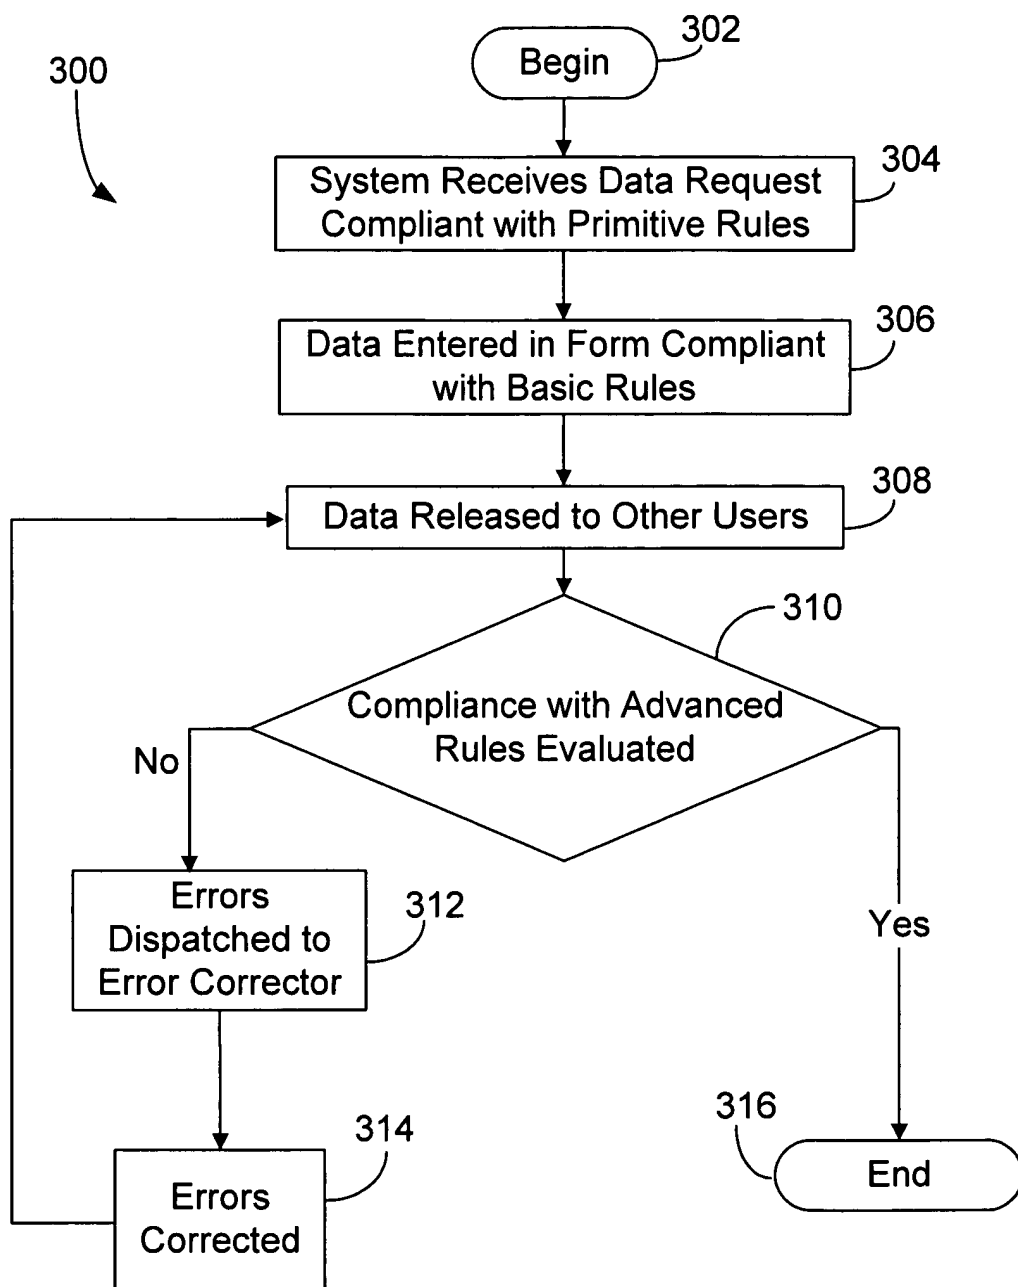 302
Begin
300
304
System Receives Data Request
Compliant with Primitive Rules
306
Data Entered in Form Compliant
with Basic Rules
308
Data Released to Other Users
310
Compliance with Advanced
Rules Evaluated
No
Errors
Dispatched to
Error Corrector
312
Yes
314
Errors
Corrected
316
End